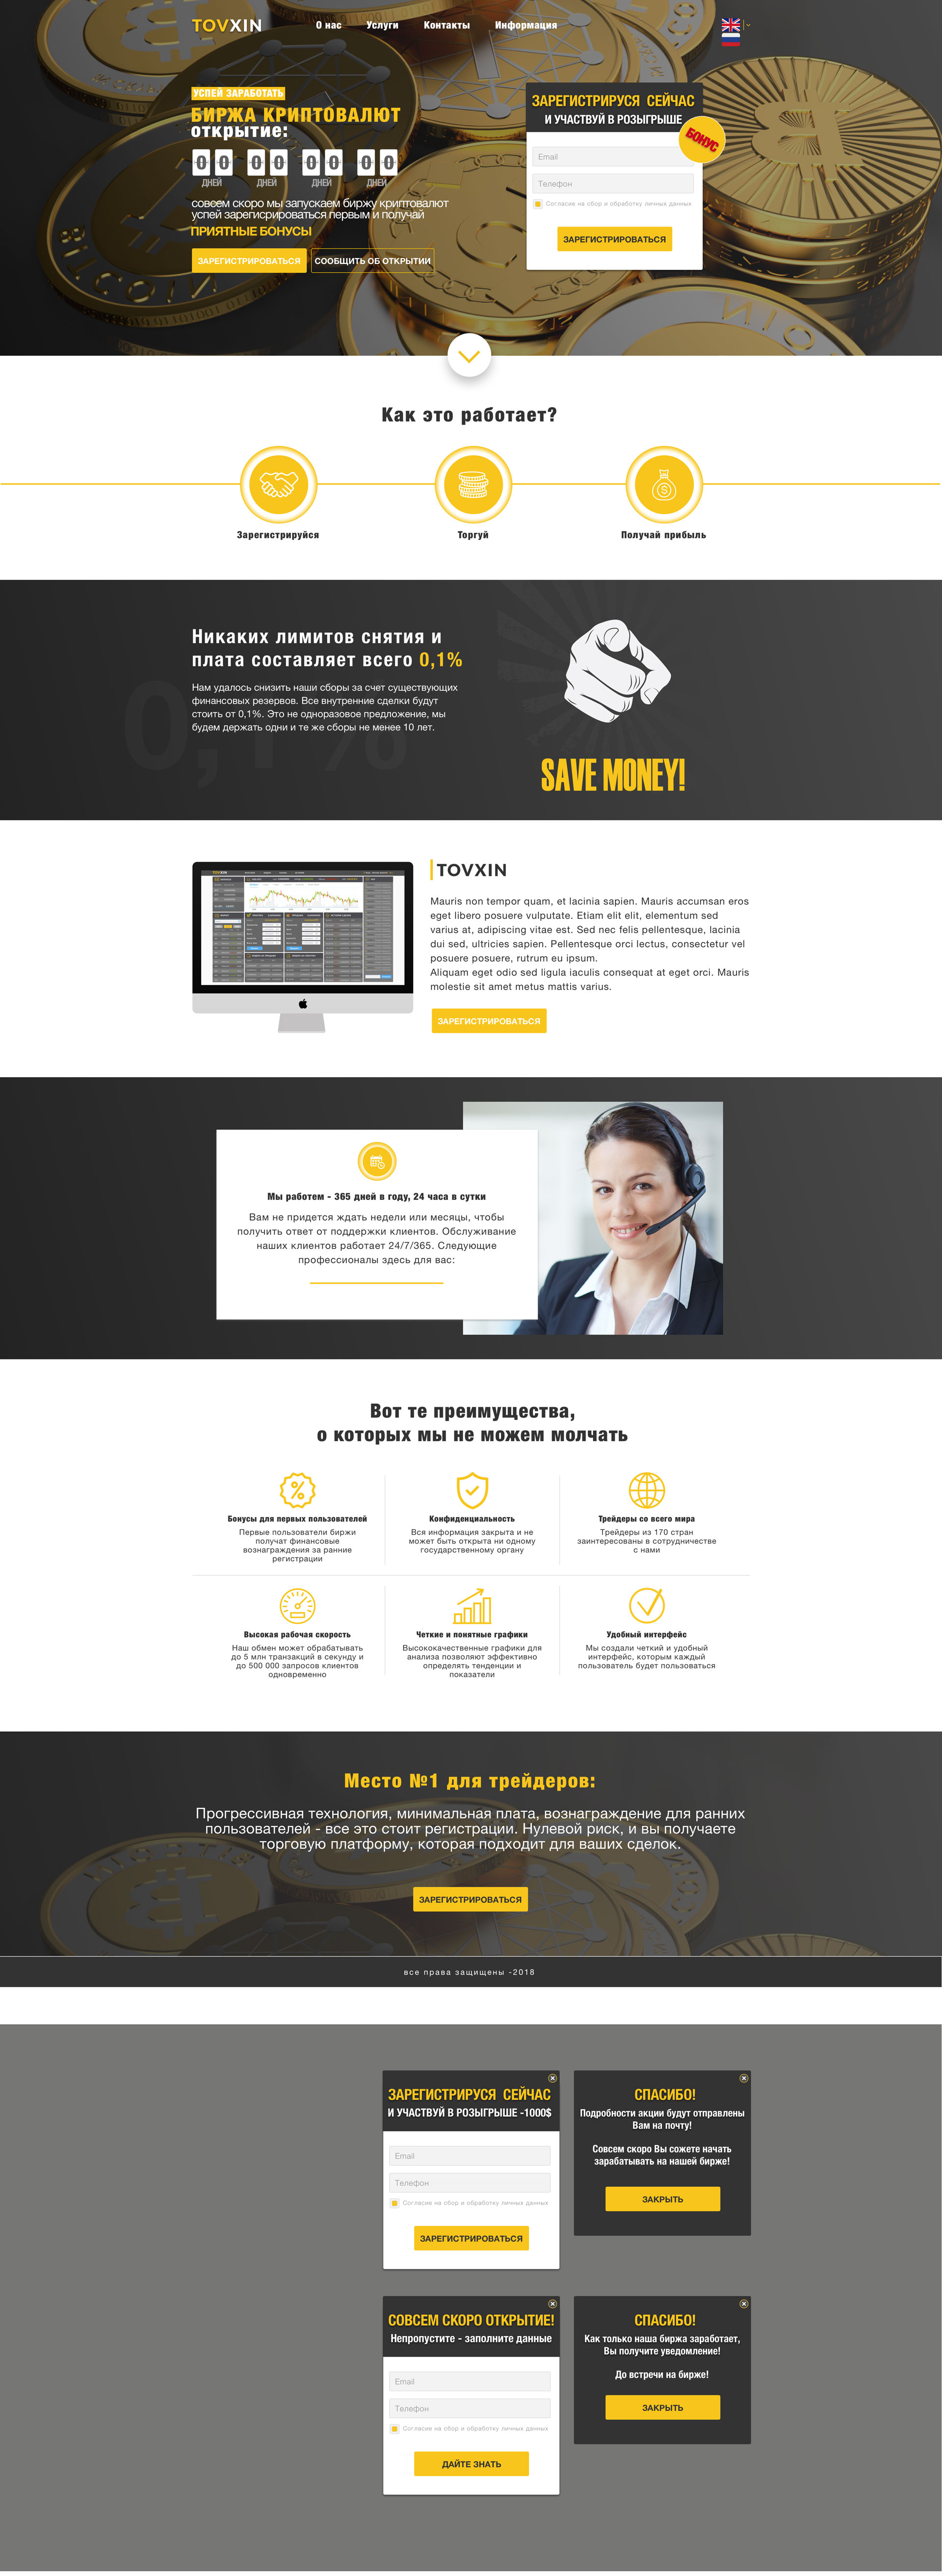 TOVXIN
О нас Услуги Контакты Информация
УСПЕЙ ЗАРАБОТАТЬ
БИРЖА КРИПТОВАЛЮТ
открытие:
0 0 0 0 0 0 0 0
ДНЕЙ ДНЕЙ ДНЕЙ ДНЕЙ
совсем скоро мы запускаем биржу криптовалют
успей зарегистрироваться первым и получай
ПРИЯТНЫЕ БОНУСЫ
ЗАРЕГИСТРИРОВАТЬСЯ СООБЩИТЬ ОБ ОТКРЫТИИ
ЗАРЕГИСТРИРУСЯ СЕЙЧАС
И УЧАСТВУЙ В РОЗЫГРЫШЕ
БОНУС
Email
Телефон
Согласие на сбор и обработку личных данных
ЗАРЕГИСТРИРОВАТЬСЯ
Как это работает?
Зарегистрируйся Торгуй Получай прибыль
Никаких лимитов снятия и
плата составляет всего 0,1%
Нам удалось снизить наши сборы за счет существующих
финансовых резервов. Все внутренние сделки будут
стоить от 0,1%. Это не одноразовое предложение, мы
будем держать одни и те же сборы не менее 10 лет.
0,1%
SAVE MONEY!
TOVXIN
TOVXIN
Mauris non tempor quam, et lacinia sapien. Mauris accumsan eros
eget libero posuere vulputate. Etiam elit elit, elementum sed
varius at, adipiscing vitae est. Sed nec felis pellentesque, lacinia
dui sed, ultricies sapien. Pellentesque orci lectus, consectetur vel
posuere posuere, rutrum eu ipsum.
Aliquam eget odio sed ligula iaculis consequat at eget orci. Mauris
molestie sit amet metus mattis varius.
ЗАРЕГИСТРИРОВАТЬСЯ
Мы работем - 365 дней в году, 24 часа в сутки
Вам не придется ждать недели или месяцы, чтобы
получить ответ от поддержки клиентов. Обслуживание
наших клиентов работает 24/7/365. Следующие
профессионалы здесь для вас:
Вот те преимущества,
о которых мы не можем молчать
Бонусы для первых пользователей
Первые пользователи биржи
получат финансовые
вознаграждения за ранние
регистрации
Конфиденциальность
Вся информация закрыта и не
может быть открыта ни одному
государственному органу
Трейдеры со всего мира
Трейдеры из 170 стран
заинтересованы в сотрудничестве
с нами
Высокая рабочая скорость
Наш обмен может обрабатывать
до 5 млн транзакций в секунду и
до 500 000 запросов клиентов
одновременно
Четкие и понятные графики
Высококачественные графики для
анализа позволяют эффективно
определять тенденции и
показатели
Удобный интерфейс
Мы создали четкий и удобный
интерфейс, которым каждый
пользователь будет пользоваться
Место №1 для трейдеров:
Прогрессивная технология, минимальная плата, вознаграждение для ранних
пользователей - все это стоит регистрации. Нулевой риск, и вы получаете
торговую платформу, которая подходит для ваших сделок.
ЗАРЕГИСТРИРОВАТЬСЯ
все права защищены -2018
ЗАРЕГИСТРИРУСЯ СЕЙЧАС
И УЧАСТВУЙ В РОЗЫГРЫШЕ -1000$
Email
Телефон
Согласие на сбор и обработку личных данных
ЗАРЕГИСТРИРОВАТЬСЯ
СПАСИБО!
Подробности акции будут отправлены
Вам на почту!
Совсем скоро Вы сожете начать
зарабатывать на нашей бирже!
ЗАКРЫТЬ
СОВСЕМ СКОРО ОТКРЫТИЕ!
Непропустите - заполните данные
Email
Телефон
Согласие на сбор и обработку личных данных
ДАЙТЕ ЗНАТЬ
СПАСИБО!
Как только наша биржа заработает,
Вы получите уведомление!
До встречи на бирже!
ЗАКРЫТЬ